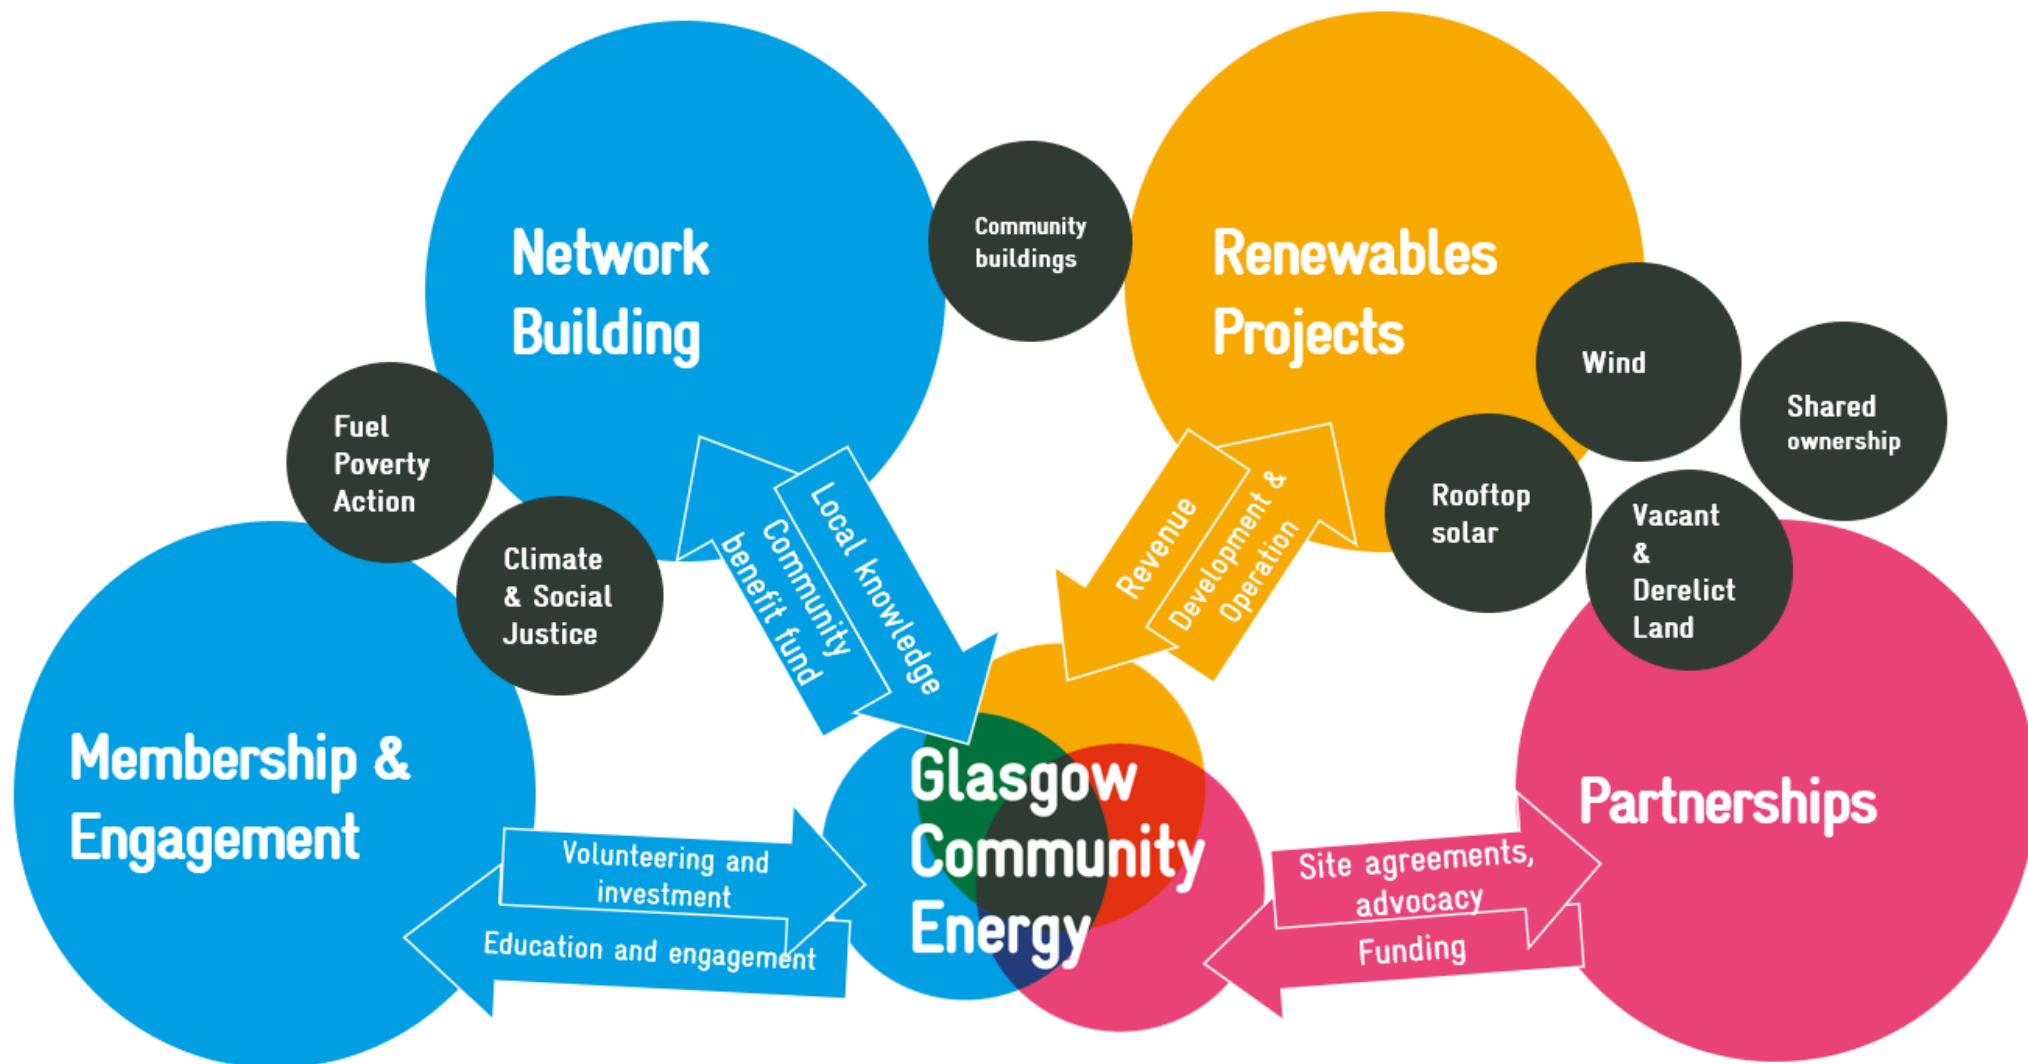 Network
Building
Community
buildings
Renewables
Projects
Wind
Shared
ownership
Fuel
Poverty
Action
Rooftop
solar
Vacant
&
Derelict
Land
Climate
& Social
Justice
Local knowledge
Community
benefit fund
Revenue
Development &
Operation
Membership &
Engagement
Glasgow
Community
Energy
Partnerships
Volunteering and
investment
Education and engagement
Site agreements,
advocacy
Funding